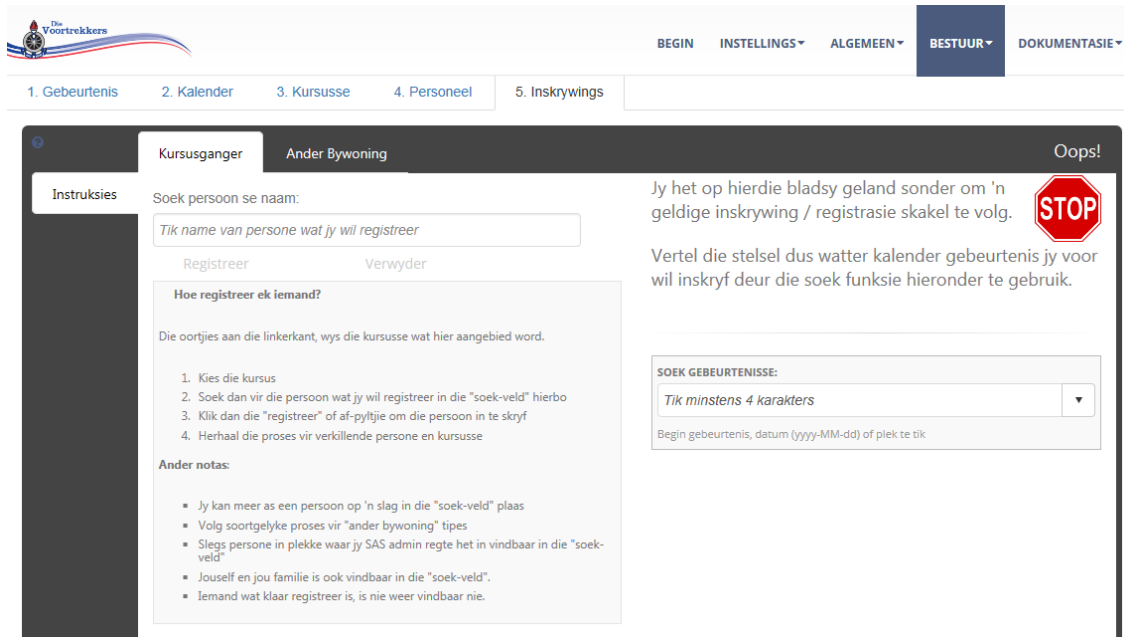 Die
Voortrekkers
BEGIN
INSTELLINGS
ALGEMEEN
BESTUUR
DOKUMENTASIE
1. Gebeurtenis
2. Kalender
3. Kursusse
4. Personeel
5. Inskrywings
Kursusganger
Ander Bywoning
Oops!
Instruksies
Soek persoon se naam:
Tik name van persone wat jy wil registreer
Registreer
Verwyder
Hoe registreer ek iemand?
Die oortjies aan die linkerkant, wys die kursusse wat hier aangebied word.
1. Kies die kursus
2. Soek dan vir die persoon wat jy wil registreer in die "soek-veld" hierbo
3. Klik dan die "registreer" of af-pyltjie om die persoon in te skryf
4. Herhaal die proses vir verkillende persone en kursusse
Ander notas:
Jy kan meer as een persoon op 'n slag in die "soek-veld" plaas
Volg soortgelyke proses vir "ander bywoning" tipes
Slegs persone in plekke waar jy SAS admin regte het in vindbaar in die "soek-
veld"
Jouself en jou familie is ook vindbaar in die "soek-veld".
Iemand wat klaar registreer is, is nie weer vindbaar nie.
Jy het op hierdie bladsy geland sonder om 'n
geldige inskrywing / registrasie skakel te volg.
STOP
Vertel die stelsel dus watter kalender gebeurtenis jy voor
wil inskryf deur die soek funksie hieronder te gebruik.
SOEK GEBEURTENISSE:
Tik minstens 4 karakters
Begin gebeurtenis, datum (yyyy-MM-dd) of plek te tik